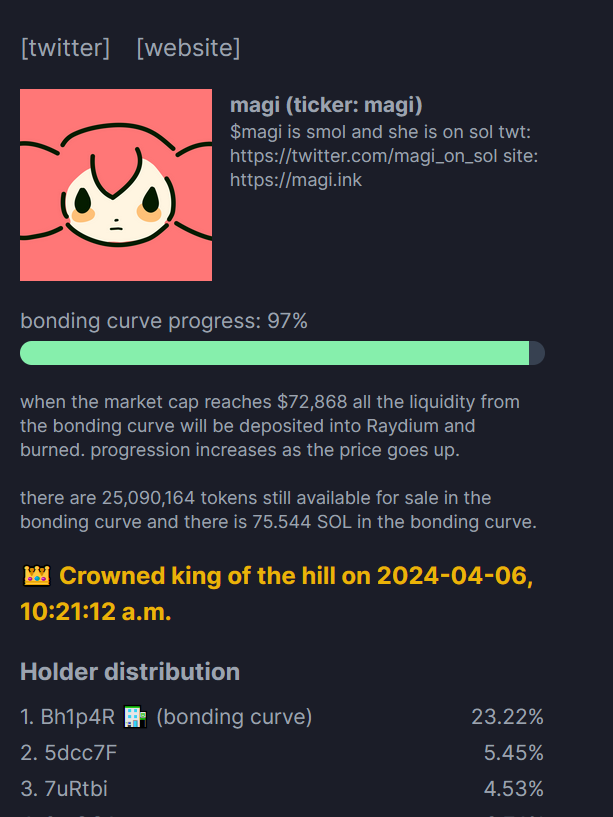 [twitter] [website]
magi (ticker: magi)
$magi is smol and she is on sol twt:
https://twitter.com/magi_on_sol site:
https://magi.ink
bonding curve progress: 97%
when the market cap reaches $72,868 all the liquidity from
the bonding curve will be deposited into Raydium and
burned. progression increases as the price goes up.
there are 25,090,164 tokens still available for sale in the
bonding curve and there is 75.544 SOL in the bonding curve.
Crowned king of the hill on 2024-04-06,
10:21:12 a.m.
Holder distribution
1. Bh1p4R (bonding curve) 23.22%
2. 5dcc7F 5.45%
3. 7uRtbi 4.53%